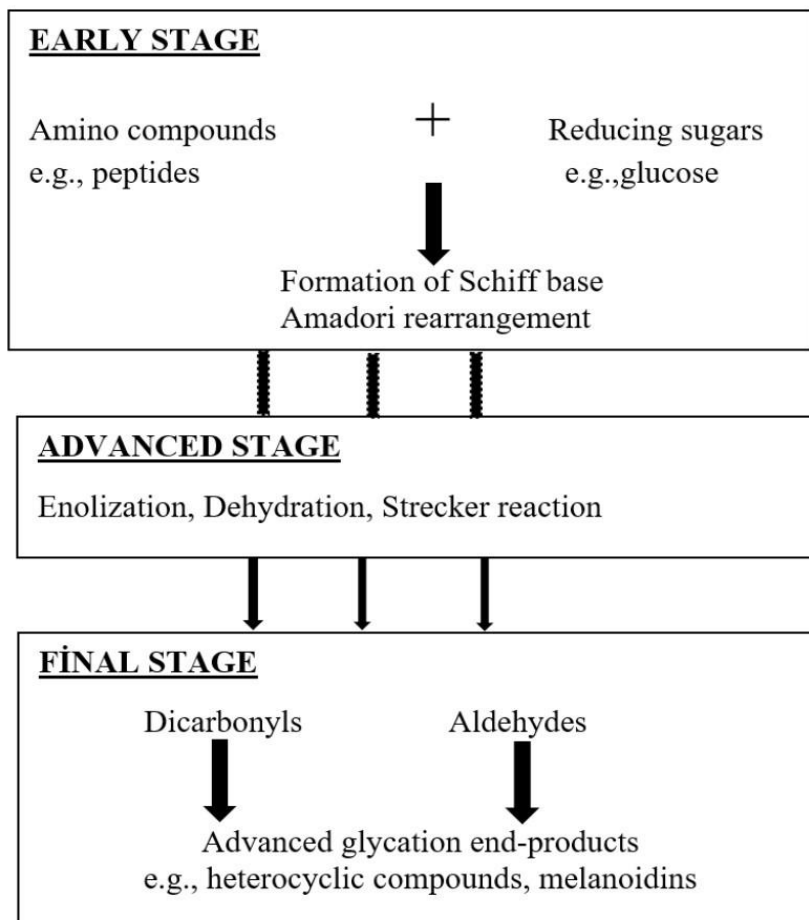 EARLY STAGE
Amino compounds + Reducing sugars
e.g., peptides e.g.,glucose
Formation of Schiff base
Amadori rearrangement
ADVANCED STAGE
Enolization, Dehydration, Strecker reaction
FİNAL STAGE
Dicarbonyls Aldehydes
Advanced glycation end-products
e.g., heterocyclic compounds, melanoidins